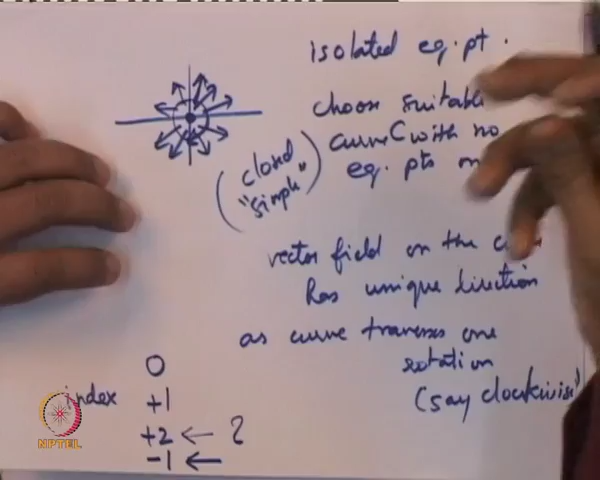 isolated eq. pt.
choose suitable
curve C with no
eq. pts
(closed
"simple")
vector field on the
has unique direction
as curve traverses one
rotation
(say clockwise)
0
index +1
+2 ← ?
-1 ←
NPTEL